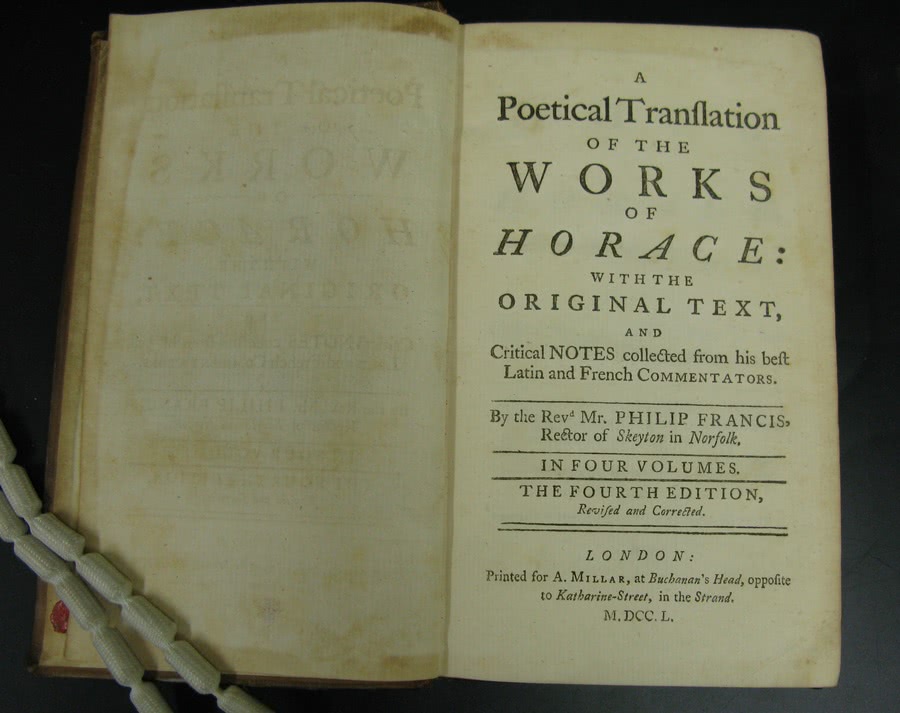 A
Poetical Tranſlation
OF THE
WORKS
OF
HORACE:
WITH THE
ORIGINAL TEXT,
AND
Critical NOTES collected from his beſt
Latin and French COMMENTATORS.
By the Revd Mr. PHILIP FRANCIS,
Rector of Skeyton in Norfolk.
IN FOUR VOLUMES.
THE FOURTH EDITION,
Reviſed and Corrected.
LONDON:
Printed for A. MILLAR, at Buchanan's Head, oppoſite
to Katharine-Street, in the Strand.
M.DCC.L.